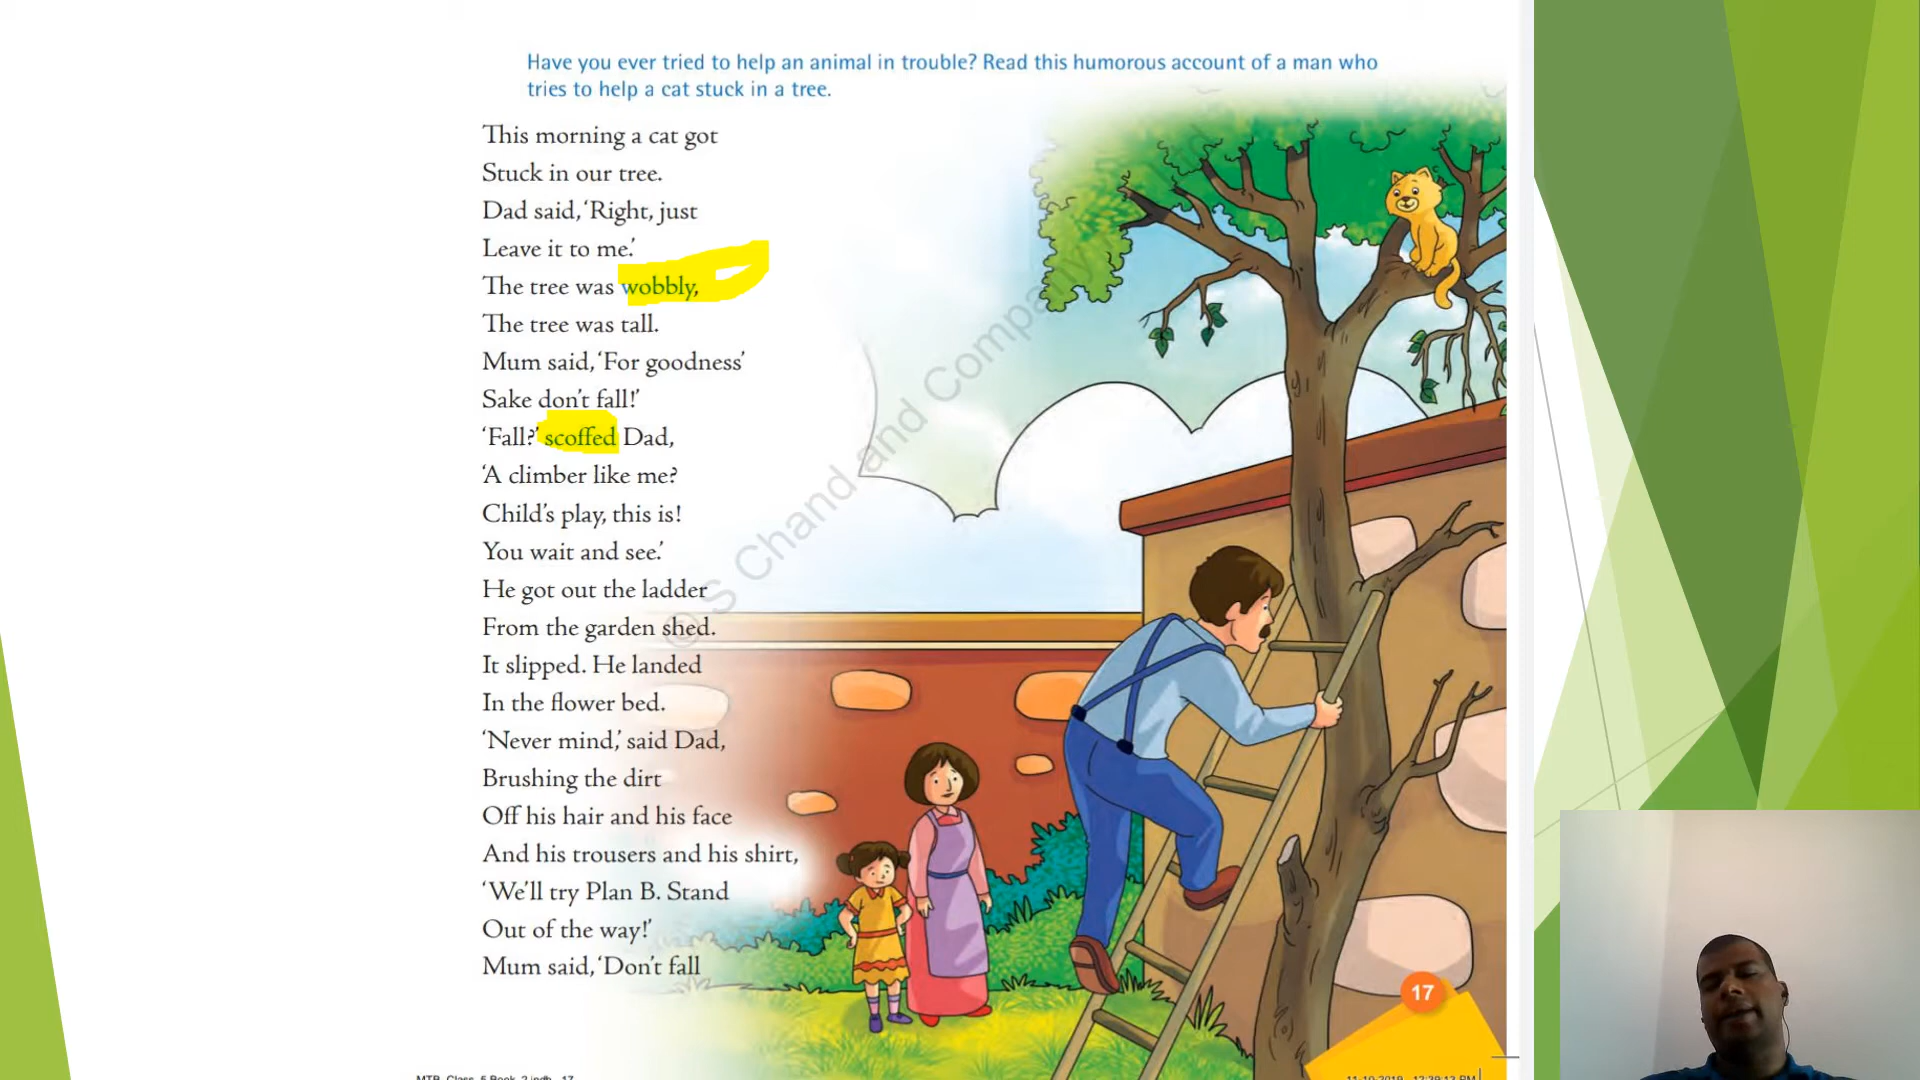 Have you ever tried to help an animal in trouble? Read this humorous account of a man who
tries to help a cat stuck in a tree.
This morning a cat got
Stuck in our tree.
Dad said, ‘Right, just
Leave it to me.’
The tree was wobbly,
The tree was tall.
Mum said, ‘For goodness’
Sake don’t fall!’
‘Fall?’ scoffed Dad,
‘A climber like me?
Child’s play, this is!
You wait and see.’
He got out the ladder
From the garden shed.
It slipped. He landed
In the flower bed.
‘Never mind,’ said Dad,
Brushing the dirt
Off his hair and his face
And his trousers and his shirt,
‘We’ll try Plan B. Stand
Out of the way!’
Mum said, ‘Don’t fall
© S Chand and Company
17